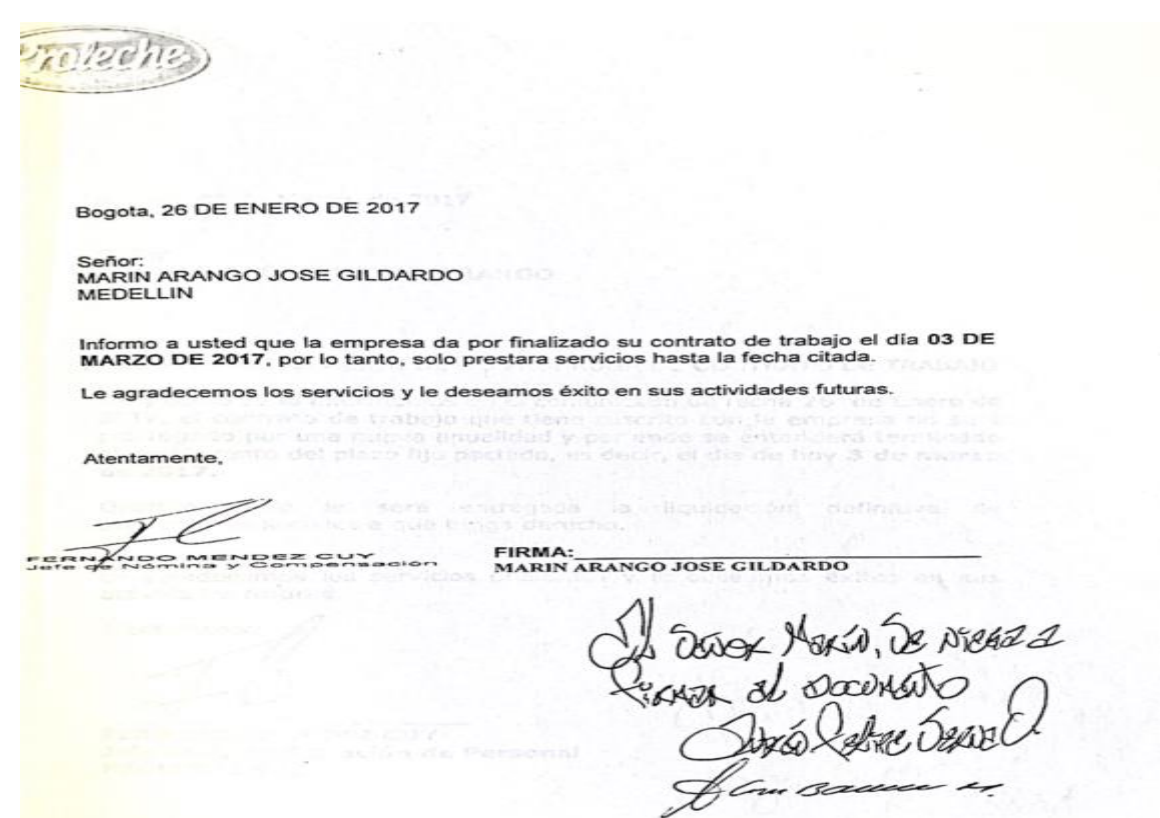 Proleche
Bogota, 26 DE ENERO DE 2017
Señor:
MARIN ARANGO JOSE GILDARDO
MEDELLIN
Informo a usted que la empresa da por finalizado su contrato de trabajo el día 03 DE
MARZO DE 2017, por lo tanto, solo prestara servicios hasta la fecha citada.
Le agradecemos los servicios y le deseamos éxito en sus actividades futuras.
Atentamente,
FERNANDO MENDEZ CUY
Jefe de Nómina y Compensación
FIRMA:
MARIN ARANGO JOSE GILDARDO
El Señor Marín, Se niega a
firmar el documento